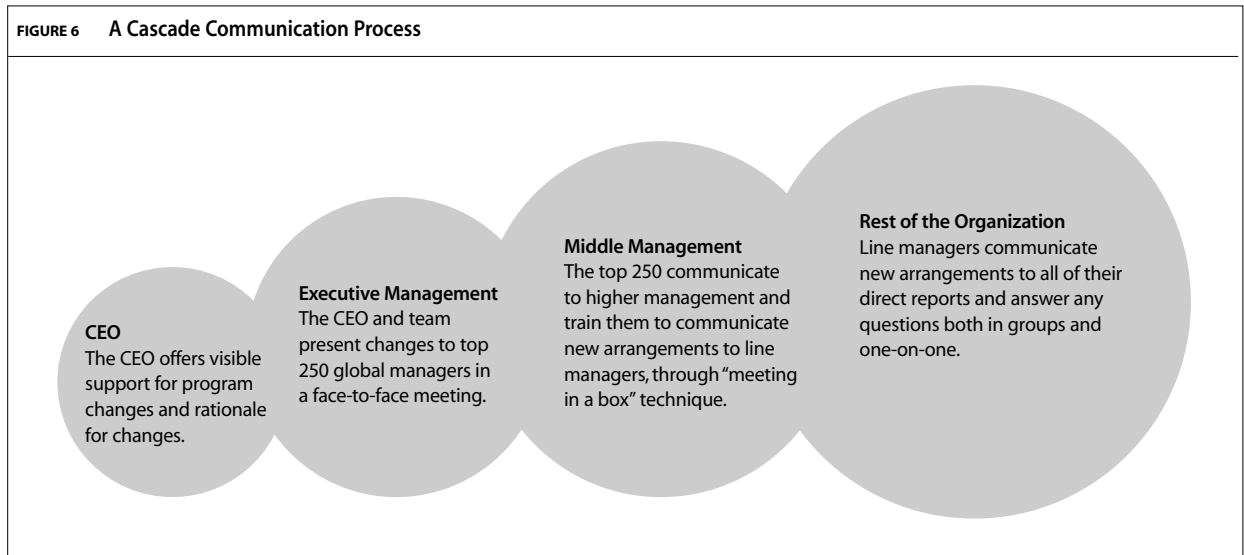 FIGURE 6 A Cascade Communication Process
CEO
The CEO offers visible
support for program
changes and rationale
for changes.
Executive Management
The CEO and team
present changes to top
250 global managers in
a face-to-face meeting.
Middle Management
The top 250 communicate
to higher management and
train them to communicate
new arrangements to line
managers, through “meeting
in a box” technique.
Rest of the Organization
Line managers communicate
new arrangements to all of their
direct reports and answer any
questions both in groups and
one-on-one.